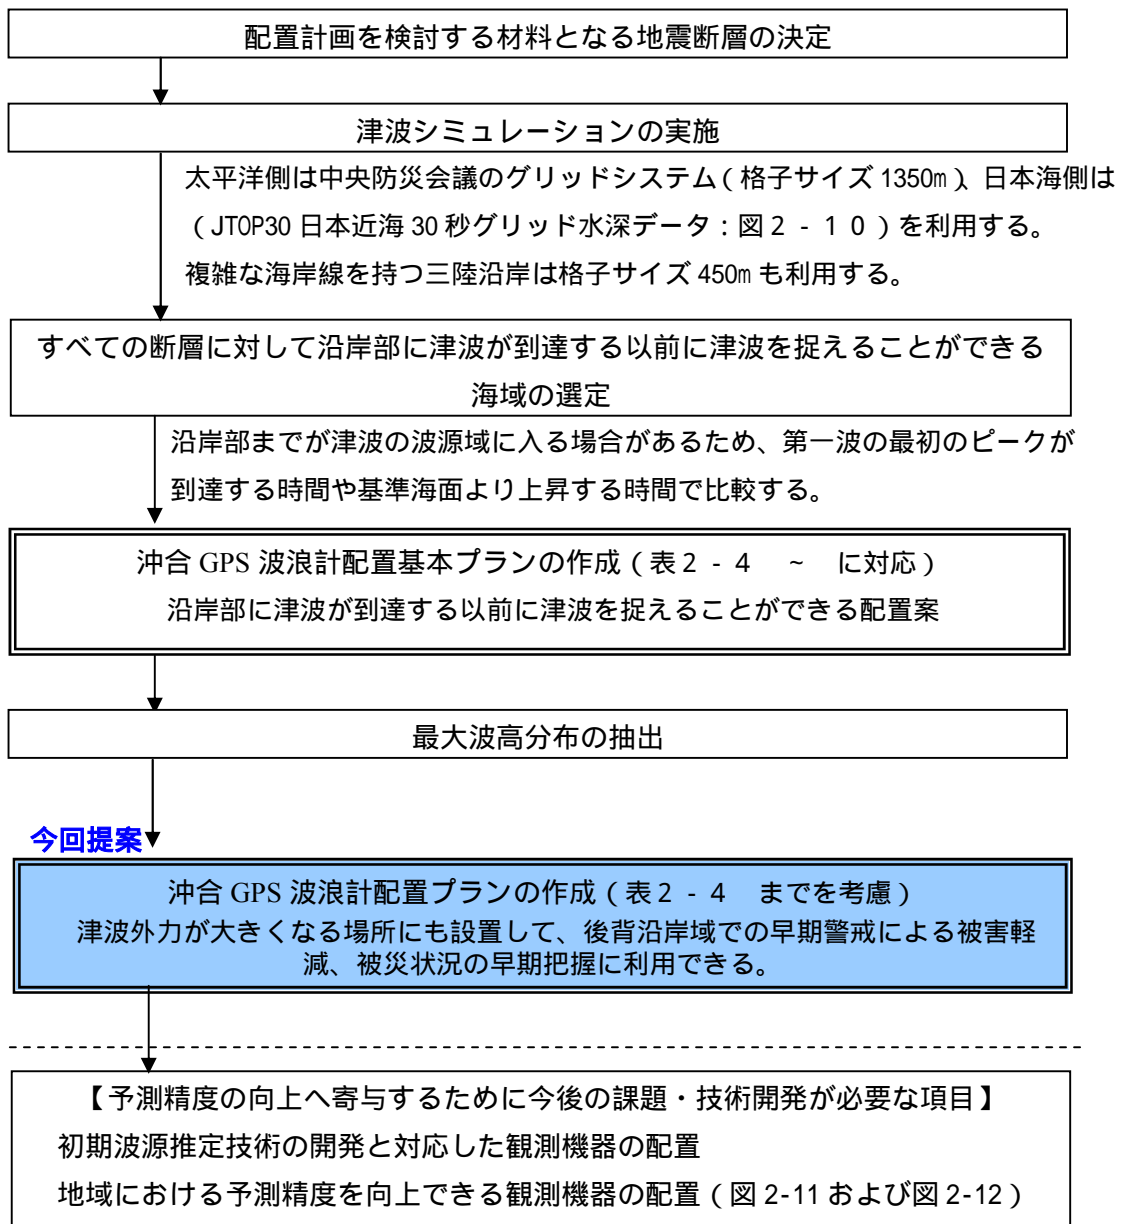 配置計画を検討する材料となる地震断層の決定
津波シミュレーションの実施
太平洋側は中央防災会議のグリッドシステム（格子サイズ 1350m）、日本海側は
（JTOP30 日本近海 30 秒グリッド水深データ：図２‐１０）を利用する。
複雑な海岸線を持つ三陸沿岸は格子サイズ 450m も利用する。
すべての断層に対して沿岸部に津波が到達する以前に津波を捉えることができる
海域の選定
沿岸部までが津波の波源域に入る場合があるため、第一波の最初のピークが
到達する時間や基準海面より上昇する時間で比較する。
沖合 GPS 波浪計配置基本プランの作成（表２‐４　~　に対応）
沿岸部に津波が到達する以前に津波を捉えることができる配置案
最大波高分布の抽出
今回提案
沖合 GPS 波浪計配置プランの作成（表２‐４　までを考慮）
津波外力が大きくなる場所にも設置して、後背沿岸域での早期警戒による被害軽
減、被災状況の早期把握に利用できる。
【予測精度の向上へ寄与するために今後の課題・技術開発が必要な項目】
初期波源推定技術の開発と対応した観測機器の配置
地域における予測精度を向上できる観測機器の配置（図 2-11 および図 2-12）